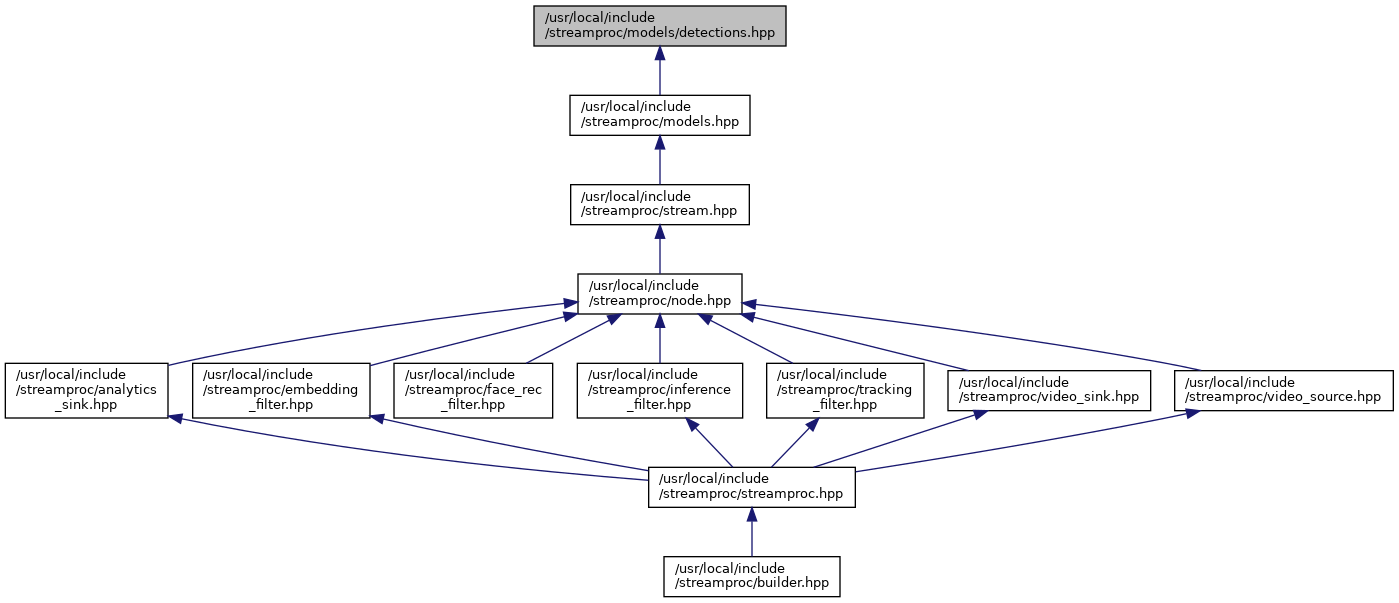 /usr/local/include
/streamproc/models/detections.hpp
/usr/local/include
/streamproc/models.hpp
/usr/local/include
/streamproc/stream.hpp
/usr/local/include
/streamproc/node.hpp
/usr/local/include
/streamproc/analytics
_sink.hpp
/usr/local/include
/streamproc/embedding
_filter.hpp
/usr/local/include
/streamproc/face_rec
_filter.hpp
/usr/local/include
/streamproc/inference
_filter.hpp
/usr/local/include
/streamproc/tracking
_filter.hpp
/usr/local/include
/streamproc/video_sink.hpp
/usr/local/include
/streamproc/video_source.hpp
/usr/local/include
/streamproc/streamproc.hpp
/usr/local/include
/streamproc/builder.hpp